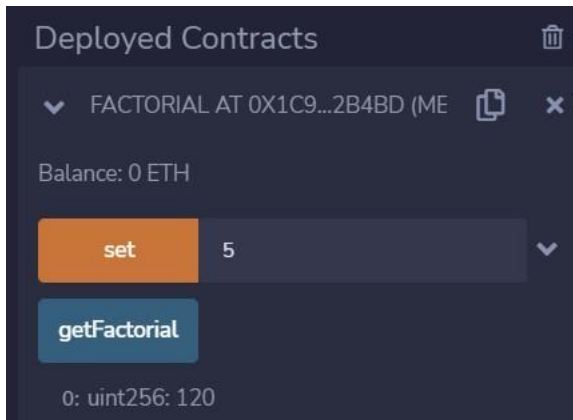 Deployed Contracts
FACTORIAL AT 0X1C9...2B4BD (ME
Balance: 0 ETH
set 5
getFactorial
0: uint256: 120